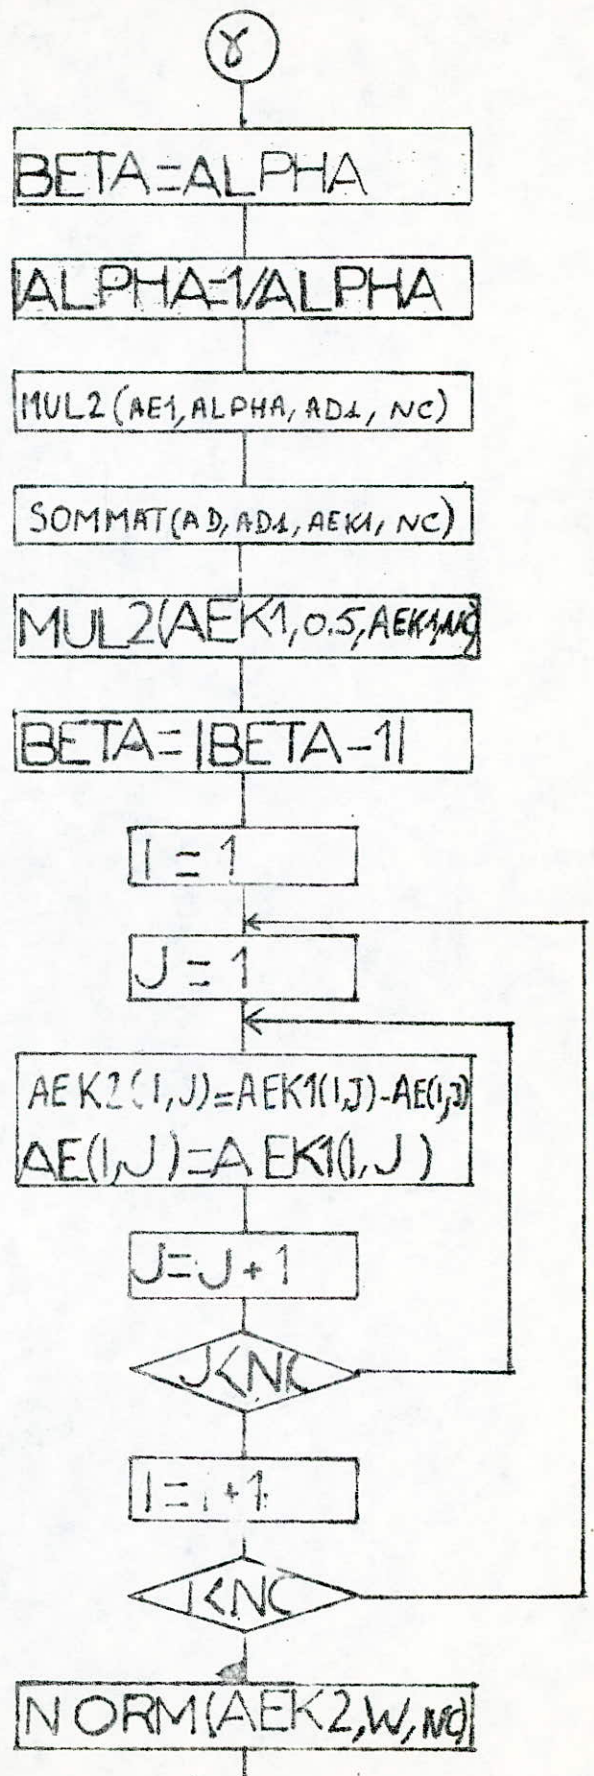 γ
BETA=ALPHA
ALPHA=1/ALPHA
MUL2(AE1,ALPHA,AD1,NC)
SOMMAT(AD,AD1,AEK1,NC)
MUL2(AEK1,0.5,AEK1,NC)
BETA=|BETA-1|
I=1
J=1
AEK2(I,J)=AEK1(I,J)-AE(I,J)
AE(I,J)=AEK1(I,J)
J=J+1
J<NC
I=I+1
I<NC
NORM(AEK2,W,NC)